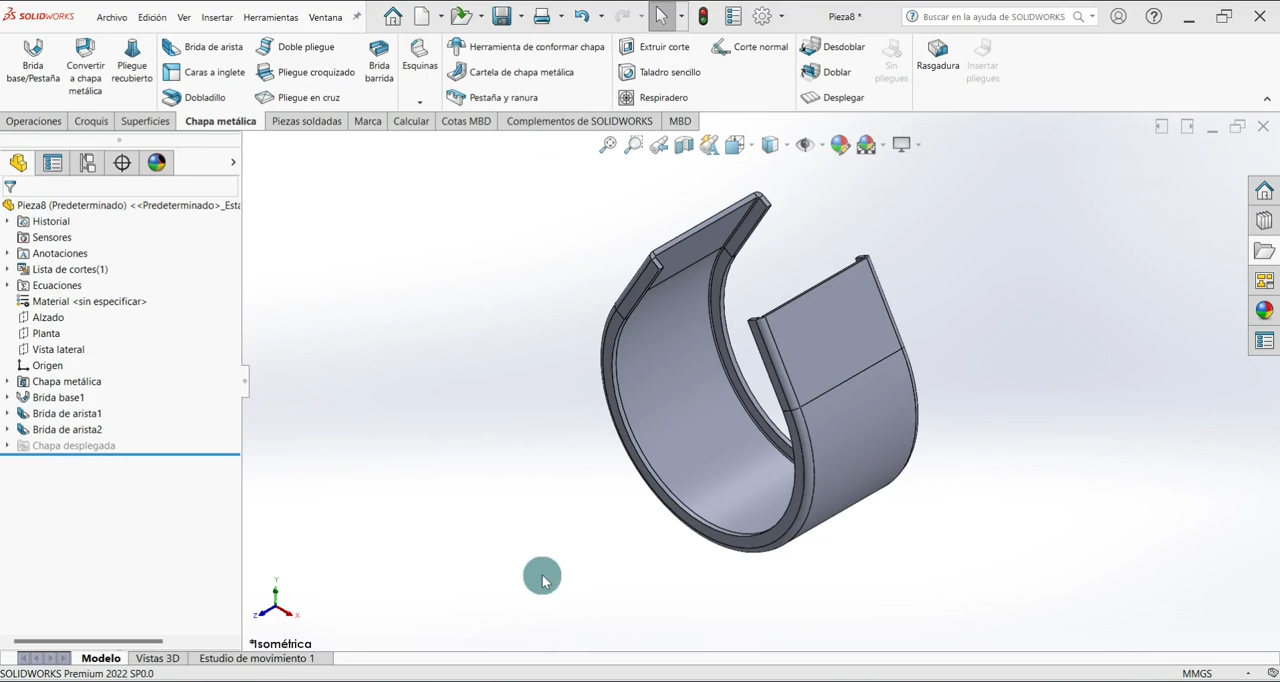 SOLIDWORKS Archivo Edición Ver Insertar Herramientas Ventana Pieza8 * Buscar en la ayuda de SOLIDWORKS
Brida base/Pestaña
Convertir a chapa metálica
Pliegue recubierto
Brida de arista
Caras a inglete
Dobladillo
Doble pliegue
Pliegue croquizado
Pliegue en cruz
Brida barrida
Esquinas
Herramienta de conformar chapa
Cartela de chapa metálica
Pestaña y ranura
Extruir corte
Taladro sencillo
Respiradero
Corte normal
Desdoblar
Doblar
Desplegar
Sin pliegues
Rasgadura
Insertar pliegues
Operaciones Croquis Superficies Chapa metálica Piezas soldadas Marca Calcular Cotas MBD Complementos de SOLIDWORKS MBD
Pieza8 (Predeterminado) <<Predeterminado>_Esta
Historial
Sensores
Anotaciones
Lista de cortes(1)
Ecuaciones
Material <sin especificar>
Alzado
Planta
Vista lateral
Origen
Chapa metálica
Brida base1
Brida de arista1
Brida de arista2
Chapa desplegada
Y
Z X
*Isométrica
Modelo Vistas 3D Estudio de movimiento 1
SOLIDWORKS Premium 2022 SP0.0 MMGS